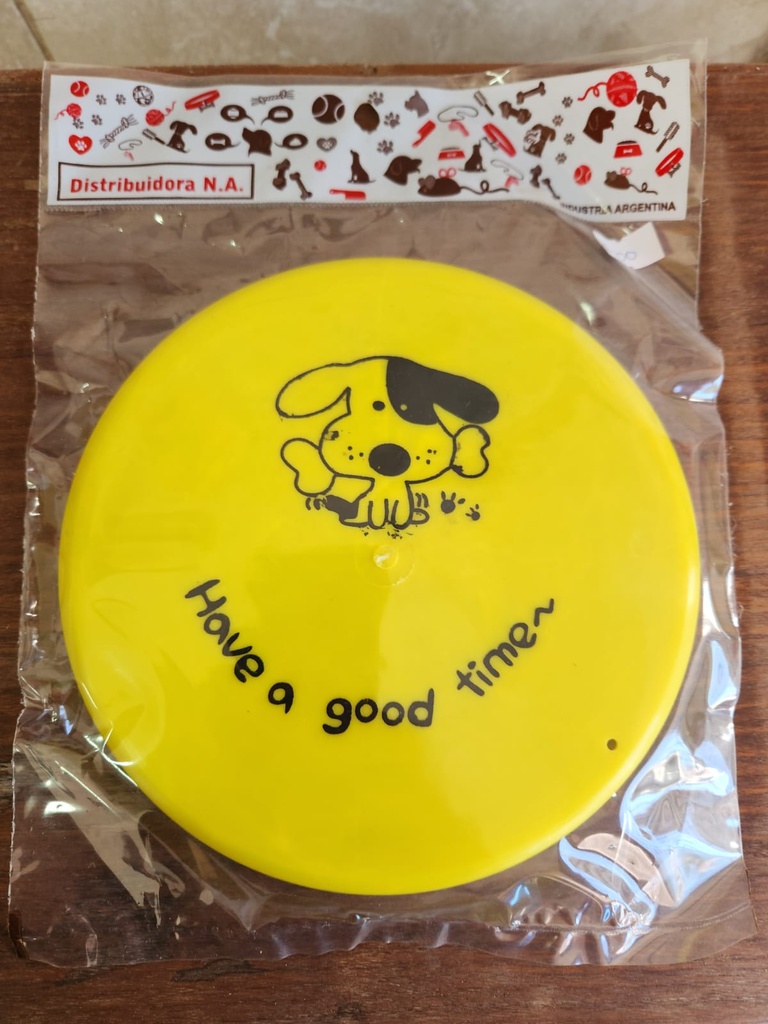 Distribuidora N.A.
INDUSTRIA ARGENTINA
Have a good time~